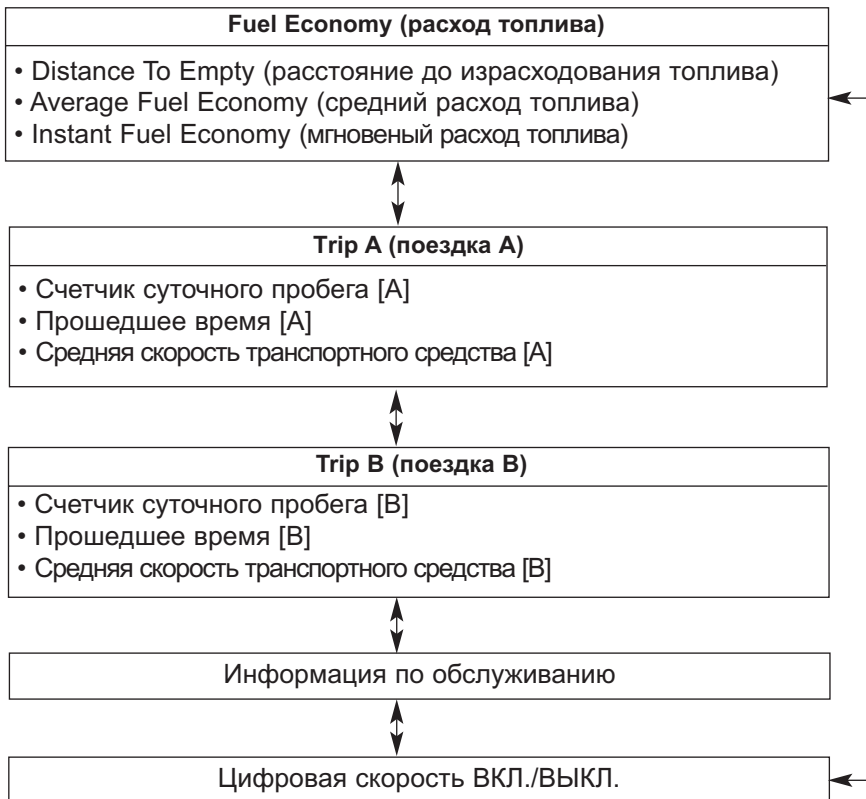 Fuel Economy (расход топлива)
• Distance To Empty (расстояние до израсходования топлива)
• Average Fuel Economy (средний расход топлива)
• Instant Fuel Economy (мгновеный расход топлива)
Trip A (поездка A)
• Счетчик суточного пробега [A]
• Прошедшее время [A]
• Средняя скорость транспортного средства [A]
Trip B (поездка B)
• Счетчик суточного пробега [B]
• Прошедшее время [B]
• Средняя скорость транспортного средства [B]
Информация по обслуживанию
Цифровая скорость ВКЛ./ВЫКЛ.